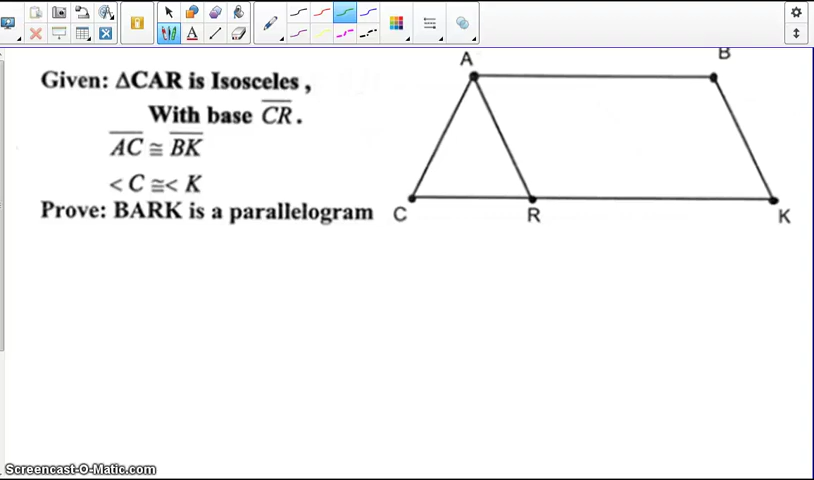 A
B
Given: ΔCAR is Isosceles ,
With base CR .
AC ≅ BK
< C ≅< K
Prove: BARK is a parallelogram
C
R
K
Screencast-O-Matic.com